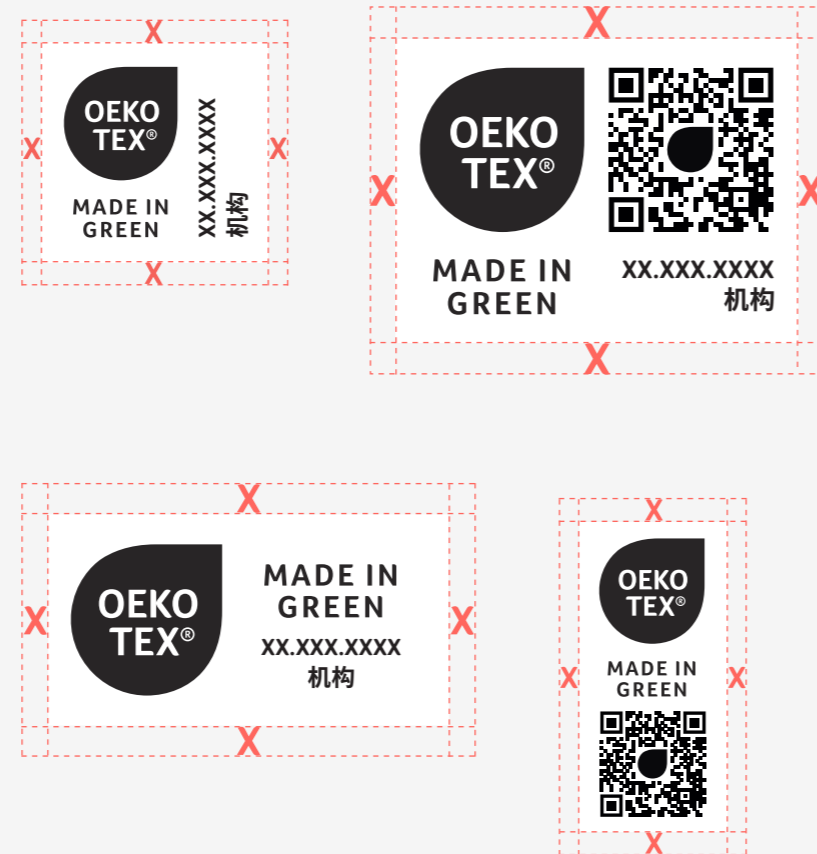 X
OEKO
TEX®
MADE IN
GREEN
XX.XXX.XXXX
机构
X
X
X
X
OEKO
TEX®
MADE IN
GREEN
XX.XXX.XXXX
机构
X
X
X
X
OEKO
TEX®
MADE IN
GREEN
XX.XXX.XXXX
机构
X
X
X
X
OEKO
TEX®
MADE IN
GREEN
X
X
X